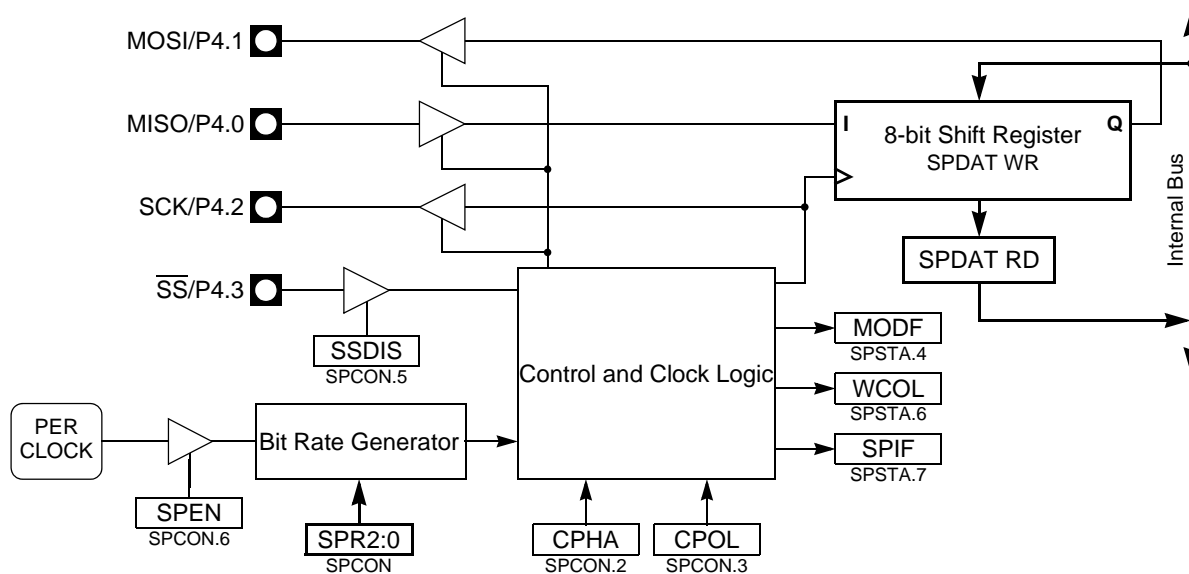 MOSI/P4.1
MISO/P4.0
I
8-bit Shift Register
Q
SPDAT WR
SCK/P4.2
Internal Bus
SPDAT RD
SS/P4.3
MODF
SPSTA.4
SSDIS
SPCON.5
Control and Clock Logic
WCOL
SPSTA.6
PER
CLOCK
Bit Rate Generator
SPIF
SPSTA.7
SPEN
SPCON.6
SPR2:0
SPCON
CPHA
SPCON.2
CPOL
SPCON.3